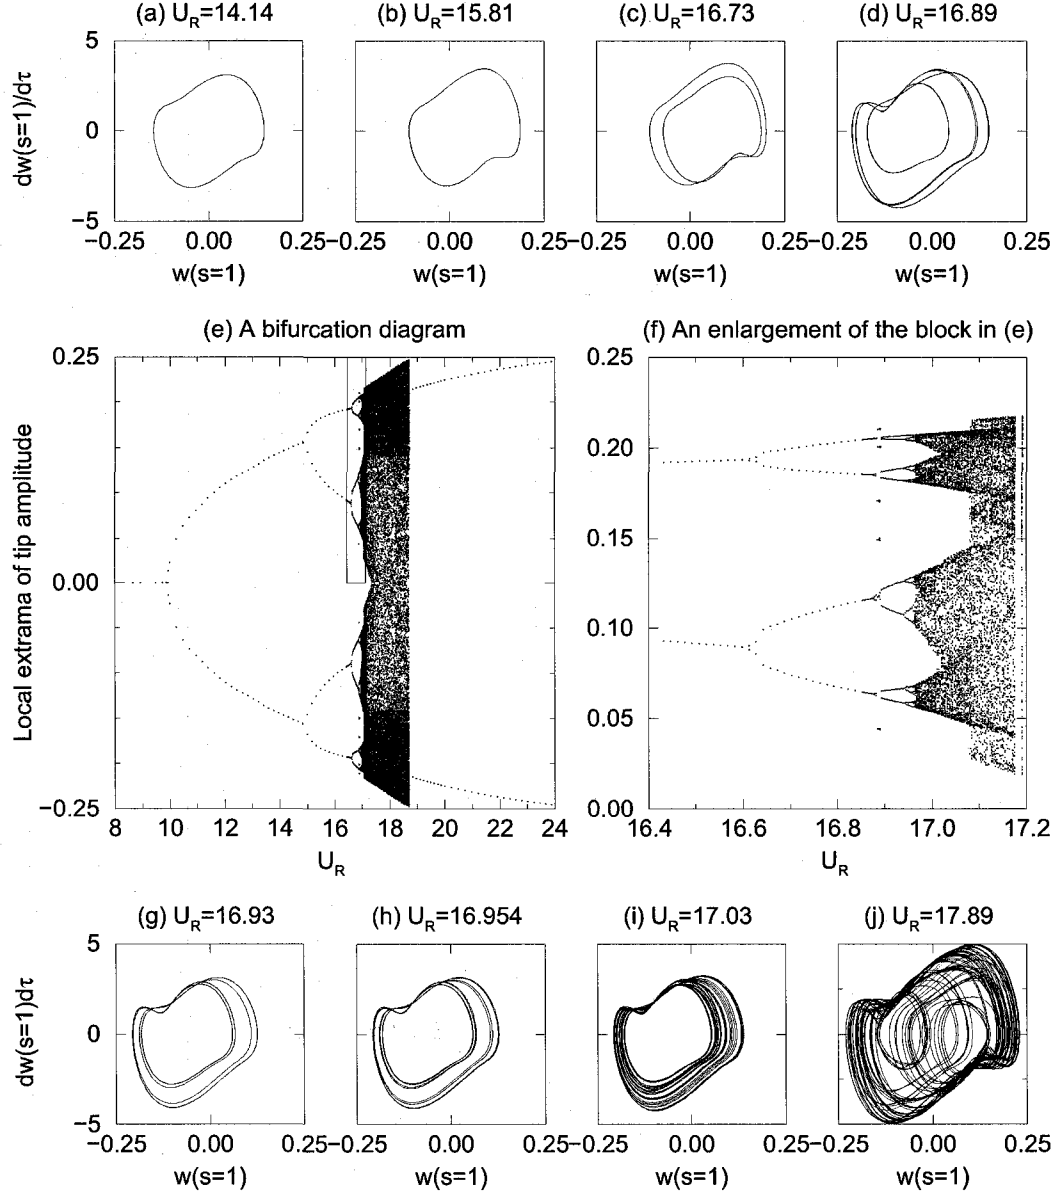 (a) U_R=14.14 (b) U_R=15.81 (c) U_R=16.73 (d) U_R=16.89
dw(s=1)/dτ
5
0
−5
−0.25 0.00 0.25−0.25 0.00 0.25−0.25 0.00 0.25−0.25 0.00 0.25
w(s=1) w(s=1) w(s=1) w(s=1)
(e) A bifurcation diagram
Local extrama of tip amplitude
0.25
0.00
−0.25
8 10 12 14 16 18 20 22 24
U_R
(f) An enlargement of the block in (e)
0.25
0.20
0.15
0.10
0.05
0.00
16.4 16.6 16.8 17.0 17.2
U_R
(g) U_R=16.93 (h) U_R=16.954 (i) U_R=17.03 (j) U_R=17.89
dw(s=1)dτ
5
0
−5
−0.25 0.00 0.25−0.25 0.00 0.25−0.25 0.00 0.25−0.25 0.00 0.25
w(s=1) w(s=1) w(s=1) w(s=1)